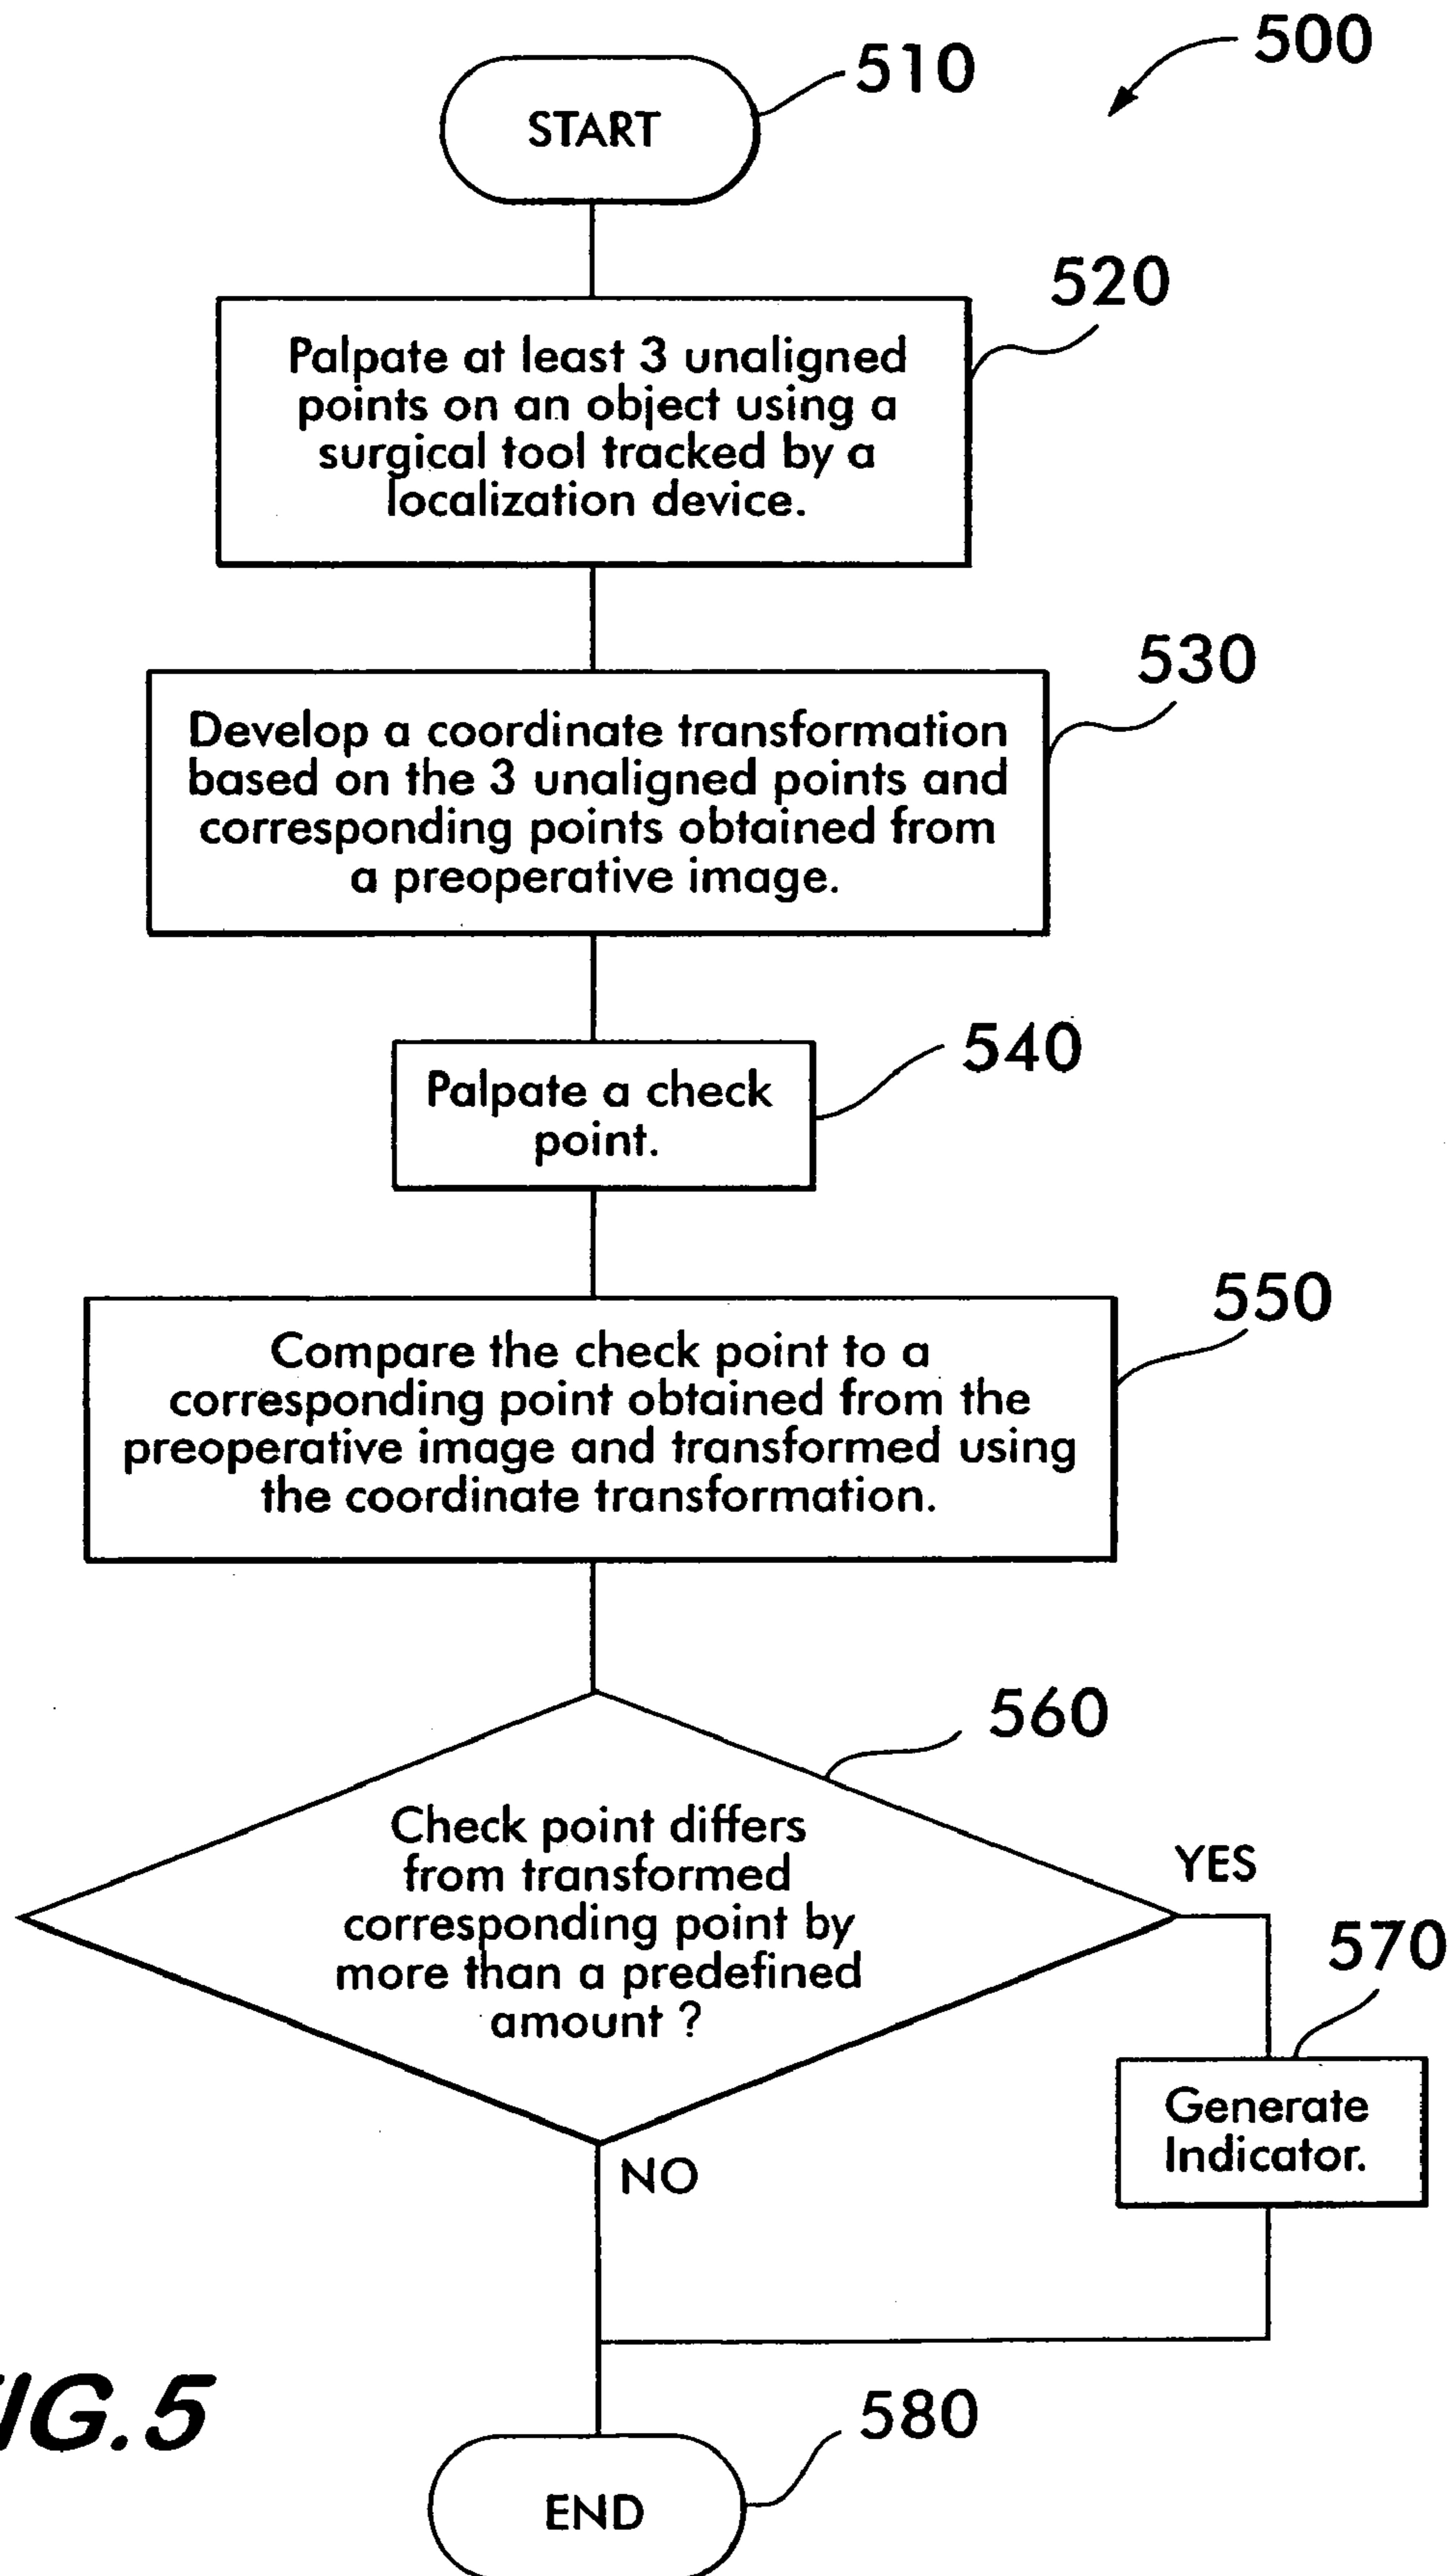 500
510
START
520
Palpate at least 3 unaligned
points on an object using a
surgical tool tracked by a
localization device.
530
Develop a coordinate transformation
based on the 3 unaligned points and
corresponding points obtained from
a preoperative image.
540
Palpate a check
point.
550
Compare the check point to a
corresponding point obtained from the
preoperative image and transformed using
the coordinate transformation.
560
Check point differs
from transformed
corresponding point by
more than a predefined
amount ?
YES
570
Generate
Indicator.
NO
IG.5
580
END